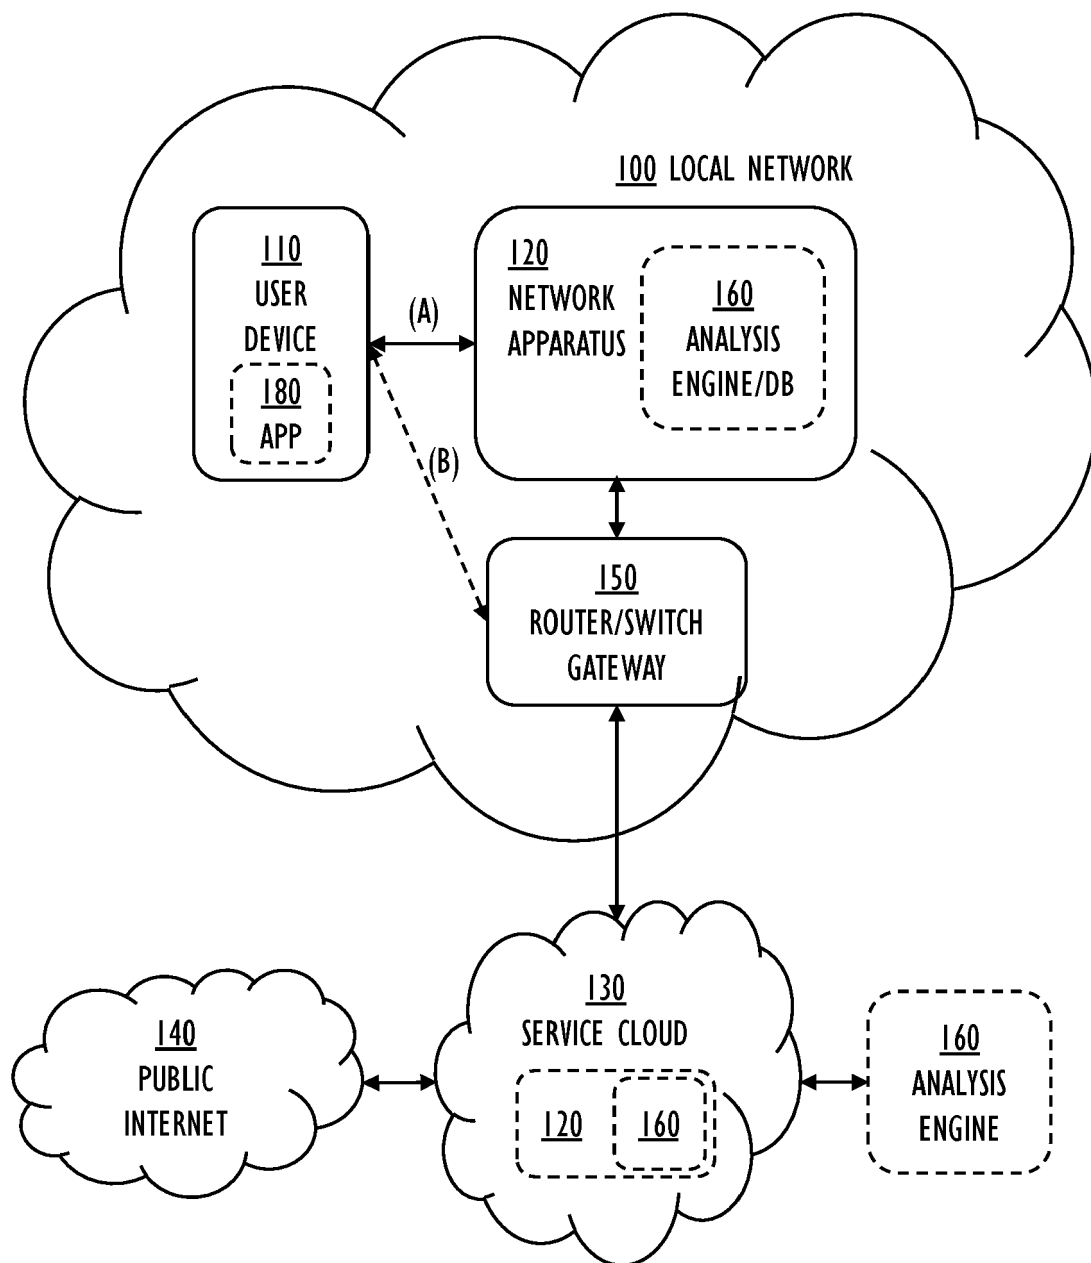 100 LOCAL NETWORK
110
USER
DEVICE
180
APP
(A)
(B)
120
NETWORK
APPARATUS
160
ANALYSIS
ENGINE/DB
150
ROUTER/SWITCH
GATEWAY
140
PUBLIC
INTERNET
130
SERVICE CLOUD
120
160
160
ANALYSIS
ENGINE